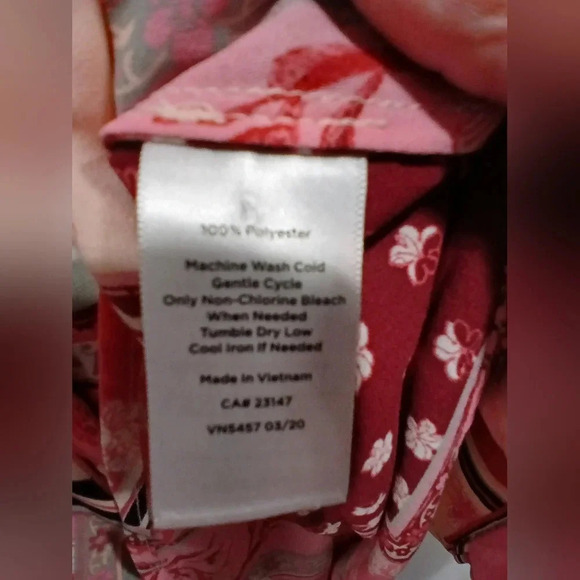 100% Polyester
Machine Wash Cold
Gentle Cycle
Only Non-Chlorine Bleach
When Needed
Tumble Dry Low
Cool Iron If Needed
Made in Vietnam
CA# 23147
VN5457 03/20